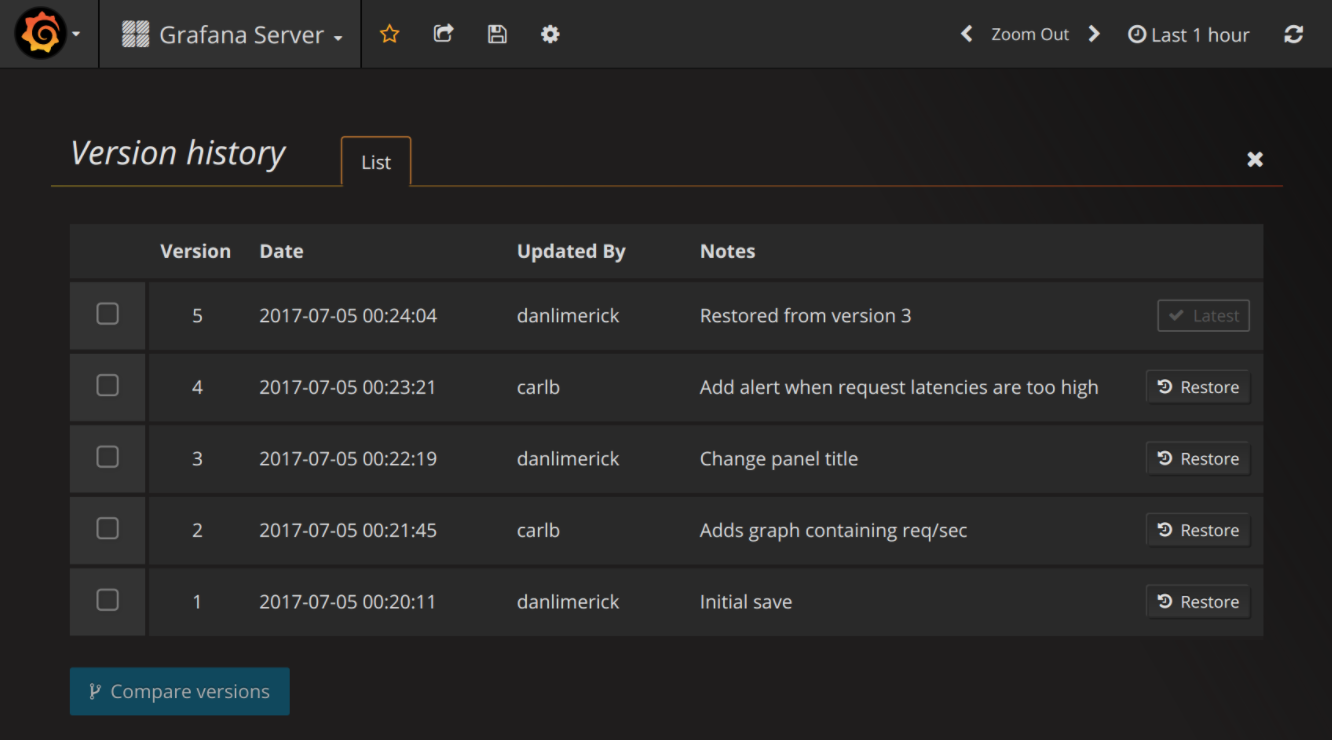 Grafana Server Zoom Out Last 1 hour
Version history List
Version Date Updated By Notes
5 2017-07-05 00:24:04 danlimerick Restored from version 3 Latest
4 2017-07-05 00:23:21 carlb Add alert when request latencies are too high Restore
3 2017-07-05 00:22:19 danlimerick Change panel title Restore
2 2017-07-05 00:21:45 carlb Adds graph containing req/sec Restore
1 2017-07-05 00:20:11 danlimerick Initial save Restore
Compare versions